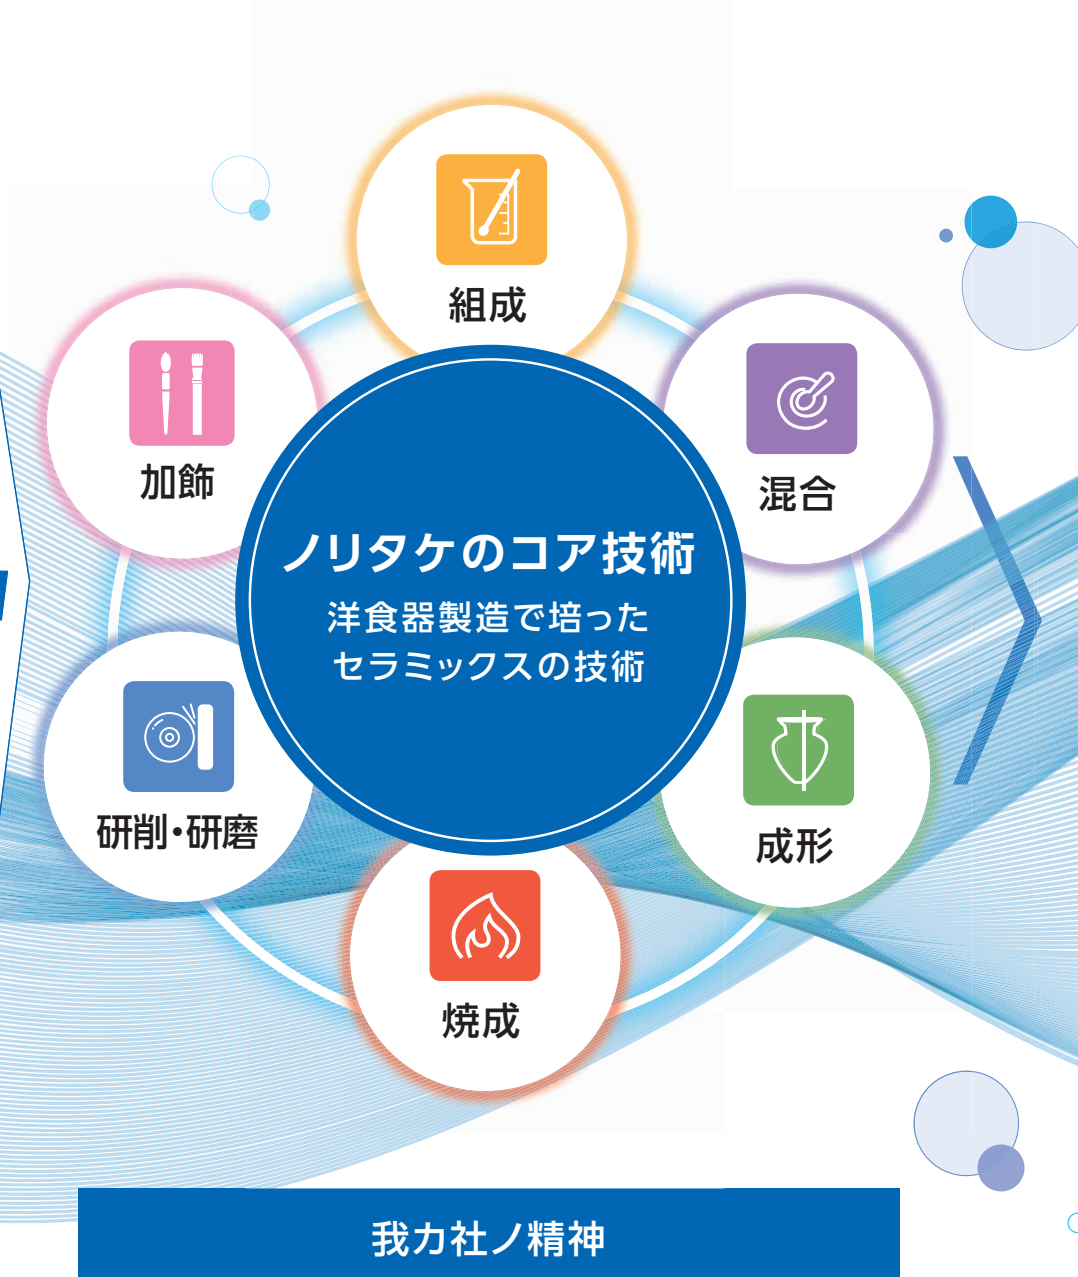 組成
加飾
混合
ノリタケのコア技術
洋食器製造で培った
セラミックスの技術
研削・研磨
成形
焼成
我カ社ノ精神